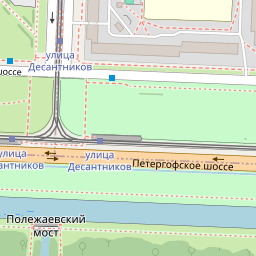 улица
Десантников
шоссе
улица
Десантников
улица
Десантников
Петергофское шоссе
Полежаевский
мост